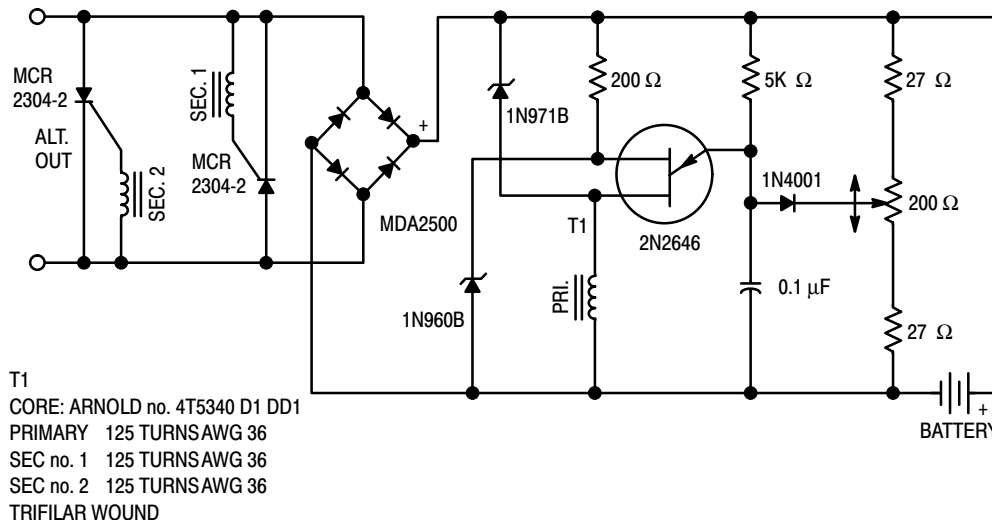 MCR
2304-2
ALT.
OUT
SEC. 2
SEC. 1
MCR
2304-2
+
MDA2500
1N971B
1N960B
200 Ω
T1
PRI.
2N2646
5K Ω
1N4001
0.1 μF
27 Ω
200 Ω
27 Ω
+
BATTERY
T1
CORE: ARNOLD no. 4T5340 D1 DD1
PRIMARY 125 TURNS AWG 36
SEC no. 1 125 TURNS AWG 36
SEC no. 2 125 TURNS AWG 36
TRIFILAR WOUND